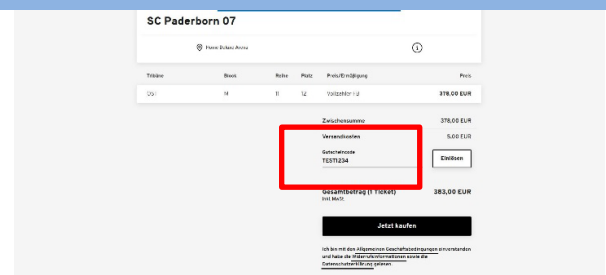 SC Paderborn 07
Home Deluxe Arena
Tribüne Block Reihe Platz Preis/Ermäßigung Preis
OST N 11 12 Vollzahler 378,00 EUR
Zwischensumme 378,00 EUR
Versandkosten 5,00 EUR
Gutscheincode
TEST1234 Einlösen
Gesamtbetrag (1 Ticket) 383,00 EUR
inkl. MwSt.
Jetzt kaufen
Ich bin mit den Allgemeinen Geschäftsbedingungen einverstanden
und habe die Widerrufsinformationen sowie die
Datenschutzerklärung gelesen.